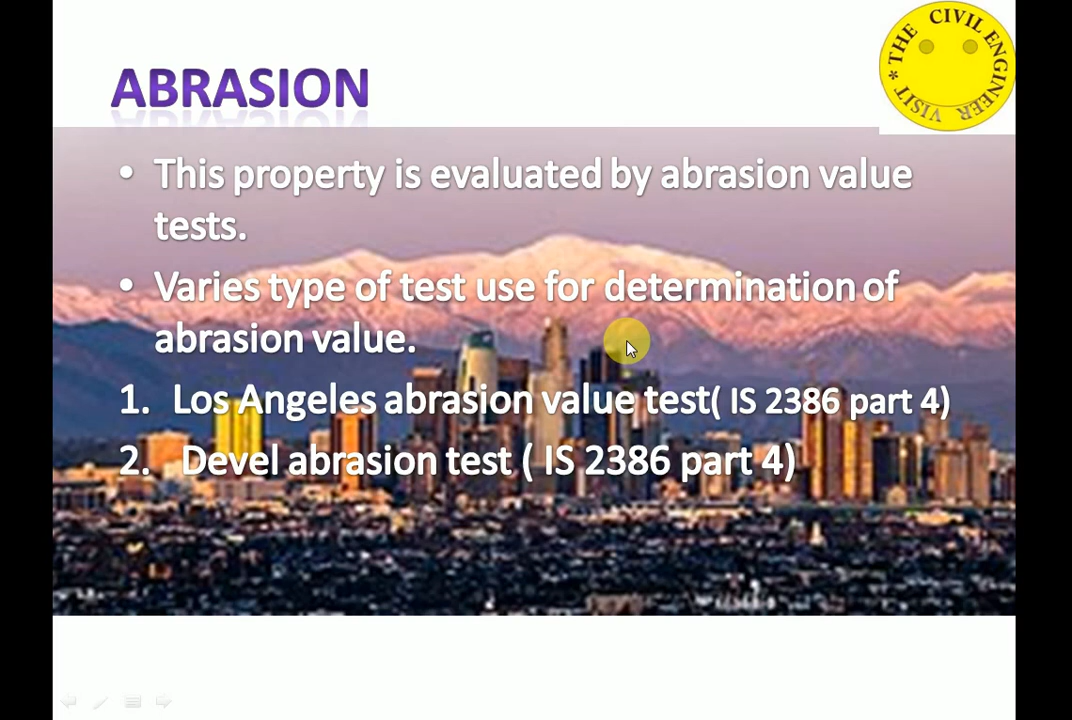 ABRASION
THE CIVIL ENGINEER
VISIT *
• This property is evaluated by abrasion value
tests.
• Varies type of test use for determination of
abrasion value.
1. Los Angeles abrasion value test( IS 2386 part 4)
2. Devel abrasion test ( IS 2386 part 4)